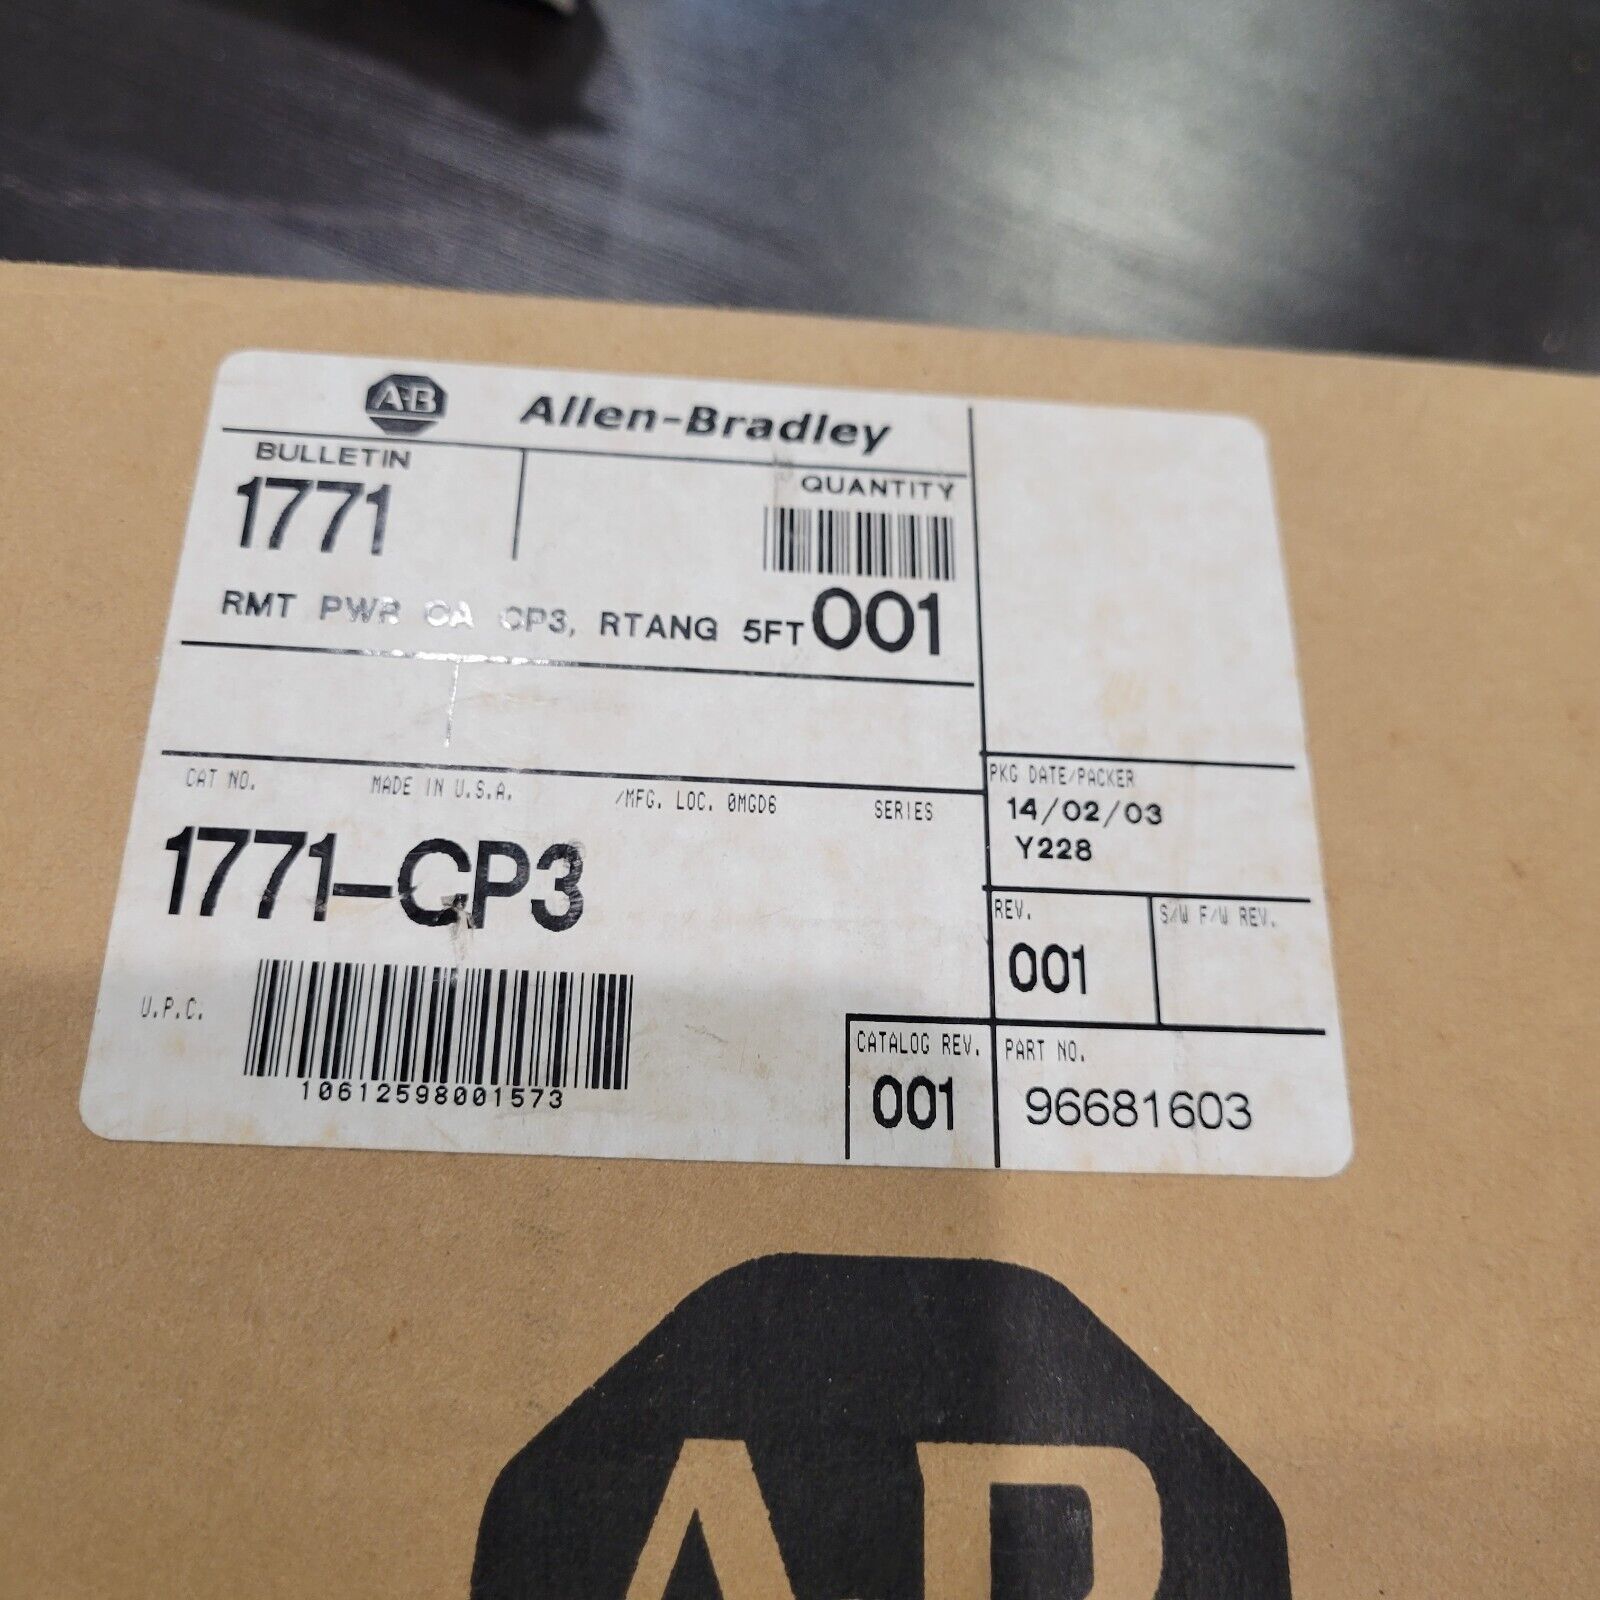 AB Allen-Bradley
BULLETIN
1771
QUANTITY
RMT PWR CA CP3, RTANG 5FT 001
CAT NO. MADE IN U.S.A. /MFG. LOC. 0MGD6 SERIES
1771-CP3
U.P.C.
10612598001573
PKG DATE/PACKER
14/02/03
Y228
REV.
001
S/W F/W REV.
CATALOG REV.
001
PART NO.
96681603
AB